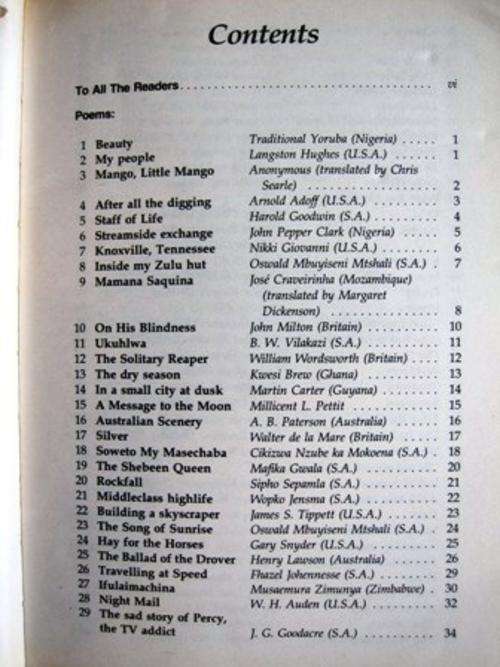 Contents
To All The Readers .................................... vi
Poems:
1 Beauty Traditional Yoruba (Nigeria) ..... 1
2 My people Langston Hughes (U.S.A.) ...... 1
3 Mango, Little Mango Anonymous (translated by Chris
Searle) .................. 2
4 After all the digging Arnold Adoff (U.S.A.) ......... 3
5 Staff of Life Harold Goodwin (S.A.) ......... 4
6 Streamside exchange John Pepper Clark (Nigeria) ..... 5
7 Knoxville, Tennessee Nikki Giovanni (U.S.A.) ........ 6
8 Inside my Zulu hut Oswald Mbuyiseni Mtshali (S.A.) . 7
9 Mamana Saquina José Craveirinha (Mozambique)
(translated by Margaret
Dickenson) ............... 8
10 On His Blindness John Milton (Britain) .......... 10
11 Ukuhlwa B. W. Vilakazi (S.A.) .......... 11
12 The Solitary Reaper William Wordsworth (Britain) .... 12
13 The dry season Kwesi Brew (Ghana) ........... 13
14 In a small city at dusk Martin Carter (Guyana) ........ 14
15 A Message to the Moon Millicent L. Pettit ............ 15
16 Australian Scenery A. B. Paterson (Australia) ...... 16
17 Silver Walter de la Mare (Britain) ..... 17
18 Soweto My Masechaba Cikizwa Nzube ka Mokoena (S.A.) . 18
19 The Shebeen Queen Mafika Gwala (S.A.) .......... 20
20 Rockfall Sipho Sepamla (S.A.) .......... 21
21 Middleclass highlife Wopko Jensma (S.A.) .......... 22
22 Building a skyscraper James S. Tippett (U.S.A.) ....... 23
23 The Song of Sunrise Oswald Mbuyiseni Mtshali (S.A.) . 24
24 Hay for the Horses Gary Snyder (U.S.A.) .......... 25
25 The Ballad of the Drover Henry Lawson (Australia) ....... 26
26 Travelling at Speed Fhazel Johennesse (S.A.) ....... 29
27 Ifulaimachina Musaemura Zimunya (Zimbabwe) . 30
28 Night Mail W. H. Auden (U.S.A.) .......... 32
29 The sad story of Percy,
the TV addict J. G. Goodacre (S.A.) .......... 34